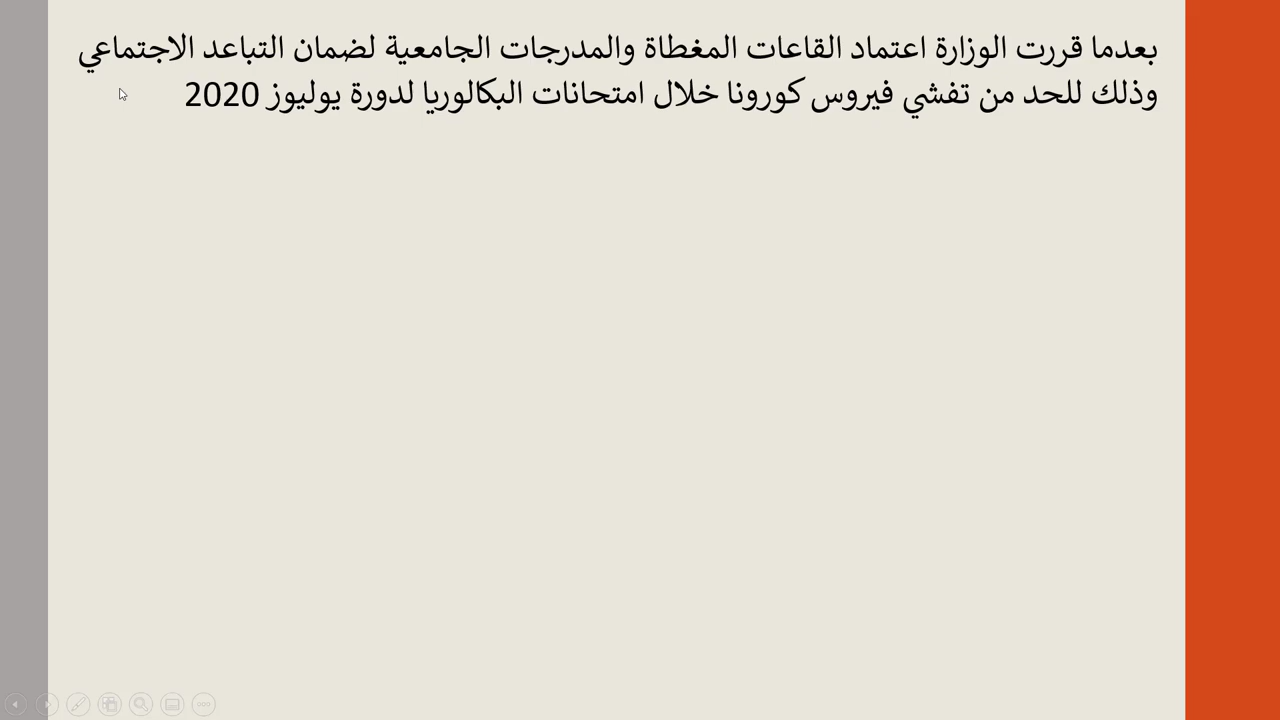 بعدما قررت الوزارة اعتماد القاعات المغطاة والمدرجات الجامعية لضمان التباعد الاجتماعي
وذلك للحد من تفشي فيروس كورونا خلال امتحانات البكالوريا لدورة يوليوز 2020